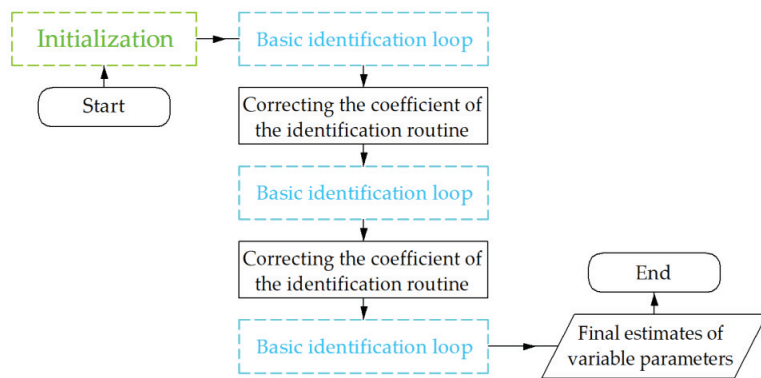 Initialization
Basic identification loop
Start
Correcting the coefficient of
the identification routine
Basic identification loop
Correcting the coefficient of
the identification routine
End
Basic identification loop
Final estimates of
variable parameters